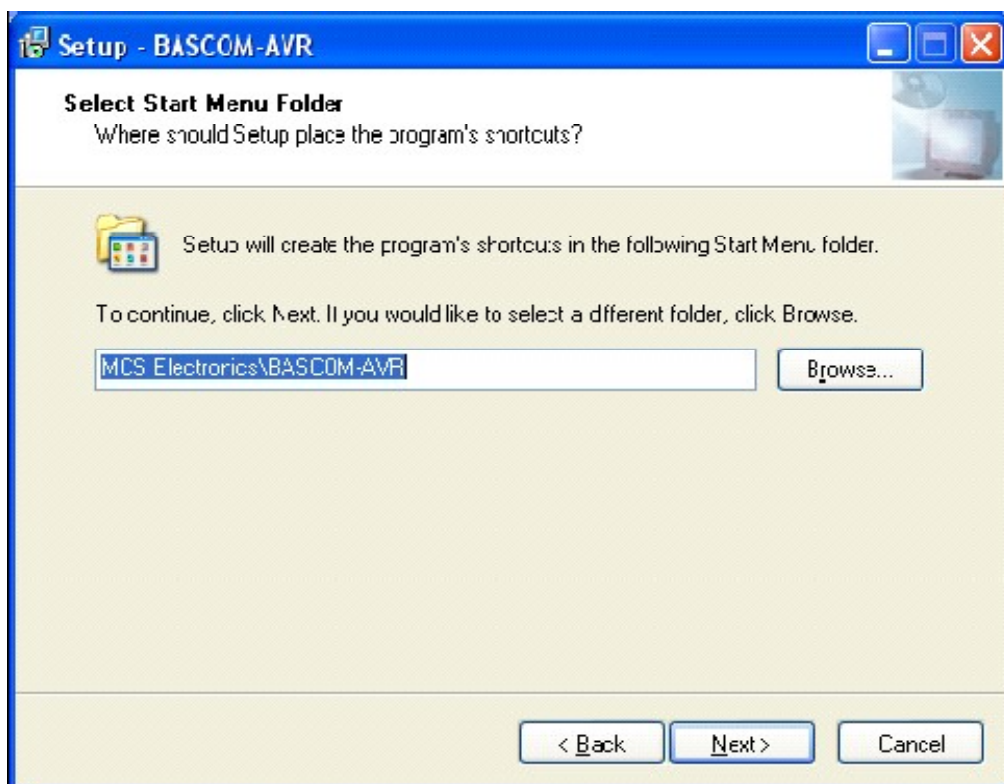 Setup - BASCOM-AVR
Select Start Menu Folder
Where should Setup place the program's shortcuts?
Setup will create the program's shortcuts in the following Start Menu folder.
To continue, click Next. If you would like to select a different folder, click Browse.
MCS Electronics\BASCOM-AVR
Browse...
< Back
Next >
Cancel